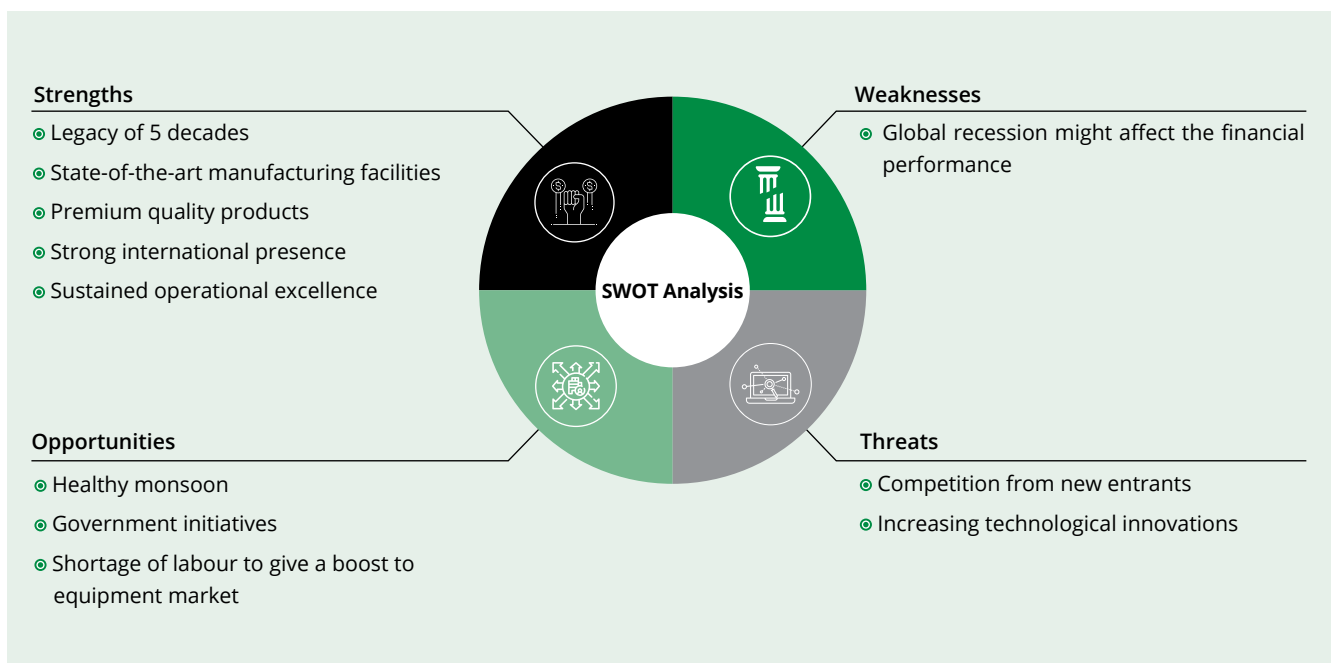 Strengths
Legacy of 5 decades
State-of-the-art manufacturing facilities
Premium quality products
Strong international presence
Sustained operational excellence
Weaknesses
Global recession might affect the financial
performance
SWOT Analysis
Opportunities
Healthy monsoon
Government initiatives
Shortage of labour to give a boost to
equipment market
Threats
Competition from new entrants
Increasing technological innovations